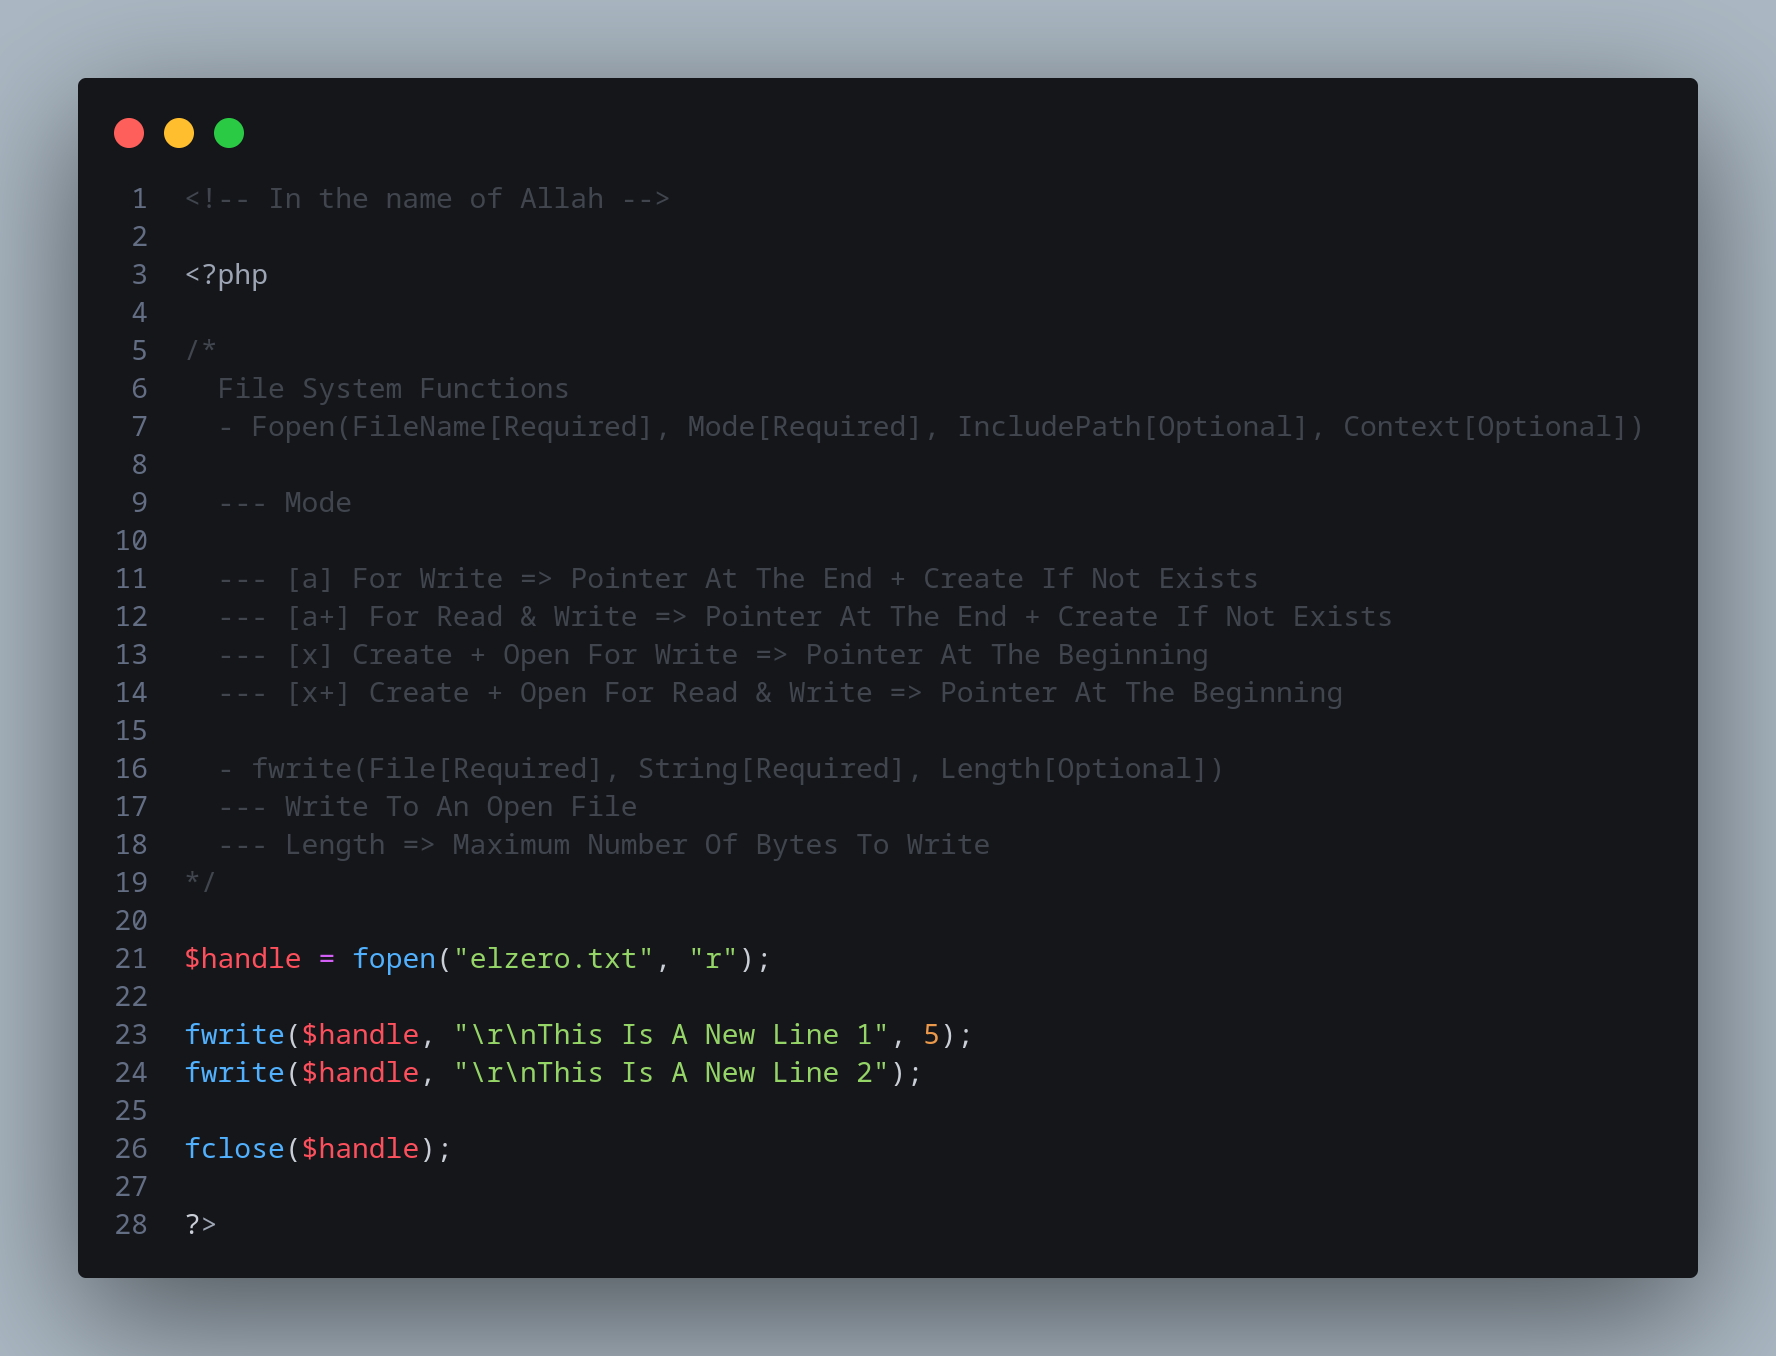 1 <!-- In the name of Allah -->
2
3 <?php
4
5 /*
6   File System Functions
7   - Fopen(FileName[Required], Mode[Required], IncludePath[Optional], Context[Optional])
8
9   --- Mode
10
11   --- [a] For Write => Pointer At The End + Create If Not Exists
12   --- [a+] For Read & Write => Pointer At The End + Create If Not Exists
13   --- [x] Create + Open For Write => Pointer At The Beginning
14   --- [x+] Create + Open For Read & Write => Pointer At The Beginning
15
16   - fwrite(File[Required], String[Required], Length[Optional])
17   --- Write To An Open File
18   --- Length => Maximum Number Of Bytes To Write
19 */
20
21 $handle = fopen("elzero.txt", "r");
22
23 fwrite($handle, "\r\nThis Is A New Line 1", 5);
24 fwrite($handle, "\r\nThis Is A New Line 2");
25
26 fclose($handle);
27
28 ?>